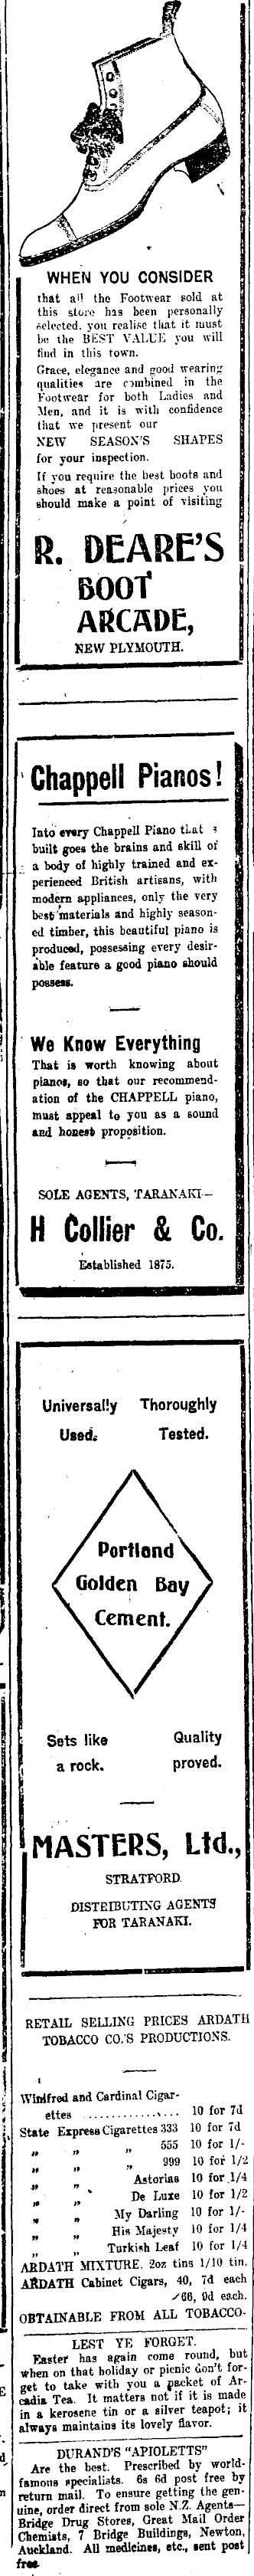 WHEN YOU CONSIDER
that all the Footwear sold at
this store has been personally
selected. you realise that it must
be the BEST VALUE you will
find in this town.
Grace, elegance and good wearing
qualities are combined in the
Footwear for both Ladies and
Men, and it is with confidence
that we present our
NEW SEASON'S SHAPES
for your inspection.
If you require the best boots and
shoes at reasonable prices you
should make a point of visiting
R. DEARE'S
BOOT
ARCADE,
NEW PLYMOUTH.
Chappell Pianos!
Into every Chappell Piano that
built goes the brains and skill of
a body of highly trained and ex-
perienced British artisans, with
modern appliances, only the very
best materials and highly season-
ed timber, this beautiful piano is
produced, possessing every desir-
able feature a good piano should
possess.
We Know Everything
That is worth knowing about
pianos, so that our recommend-
ation of the CHAPPELL piano,
must appeal to you as a sound
and honest proposition.
SOLE AGENTS, TARANAKI—
H Collier & Co.
Established 1875.
Universally Thoroughly
Used. Tested.
Portland
Golden Bay
Cement.
Sets like Quality
a rock. proved.
MASTERS, Ltd.,
STRATFORD.
DISTRIBUTING AGENTS
FOR TARANAKI.
RETAIL SELLING PRICES ARDATH
TOBACCO CO.'S PRODUCTIONS.
Winifred and Cardinal Cigar-
ettes .............. 10 for 7d
State Express Cigarettes 333 10 for 7d
" " " 555 10 for 1/-
" " " 999 10 for 1/2
" " Astorias 10 for 1/4
" " De Luxe 10 for 1/2
" " My Darling 10 for 1/-
" " His Majesty 10 for 1/4
" " Turkish Leaf 10 for 1/4
ARDATH MIXTURE. 2oz tins 1/10 tin.
ARDATH Cabinet Cigars, 40, 7d each
66, 9d each.
OBTAINABLE FROM ALL TOBACCO-
LEST YE FORGET.
Easter has again come round, but
when on that holiday or picnic don't for-
get to take with you a packet of Ar-
cadia Tea. It matters not if it is made
in a kerosene tin or a silver teapot; it
always maintains its lovely flavor.
DURAND'S "APIOLETTS"
Are the best. Prescribed by world-
famous specialists. 6s 6d post free by
return mail. To ensure getting the gen-
uine, order direct from sole N.Z. Agents—
Bridge Drug Stores, Great Mail Order
Chemists, 7 Bridge Buildings, Newton,
Auckland. All medicines, etc., sent post
free